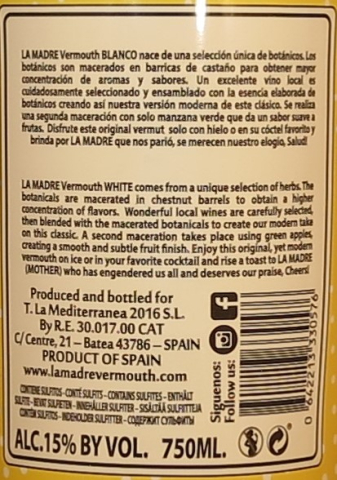 LA MADRE Vermouth BLANCO nace de una selección única de botánicos. Los
botánicos son macerados en barricas de castaño para obtener mayor
concentración de aromas y sabores. Un excelente vino local es
cuidadosamente seleccionado y ensamblado con la esencia elaborada de
botánicos creando así nuestra versión moderna de este clásico. Se realiza
una segunda maceración con solo manzana verde que da un sabor suave a
frutas. Disfrute este original vermut solo con hielo o en su cóctel favorito y
brinda por LA MADRE que nos parió, se merecen nuestro elogio, Salud!
LA MADRE Vermouth WHITE comes from a unique selection of herbs. The
botanicals are macerated in chestnut barrels to obtain a higher
concentration of flavors. Wonderful local wines are carefully selected,
then blended with the macerated botanicals to create our modern take
on this classic. A second maceration takes place using green apples,
creating a smooth and subtle fruit finish. Enjoy this original, yet modern
vermouth on ice or in your favorite cocktail and rise a toast to LA MADRE
(MOTHER) who has engendered us all and deserves our praise, Cheers!
Produced and bottled for
T. La Mediterranea 2016 S.L.
By R.E. 30.017.00 CAT
C/ Centre, 21 – Batea 43786 – SPAIN
PRODUCT OF SPAIN
www.lamadrevermouth.com
Síguenos:
Follow us:
CONTIENE SULFITOS - CONTÉ SULFITS - CONTAINS SULFITES - ENTHÄLT
SULFITE - BEVAT SULFIETEN - INNEHÅLLER SULFITER - SISÄLTÄÄ SULFIITTEJA
CONTÉM SULFITOS - INDEHOLDER SULFITTER - СОДЕРЖИТ СУЛЬФИТЫ
ALC.15% BY VOL. 750ML.